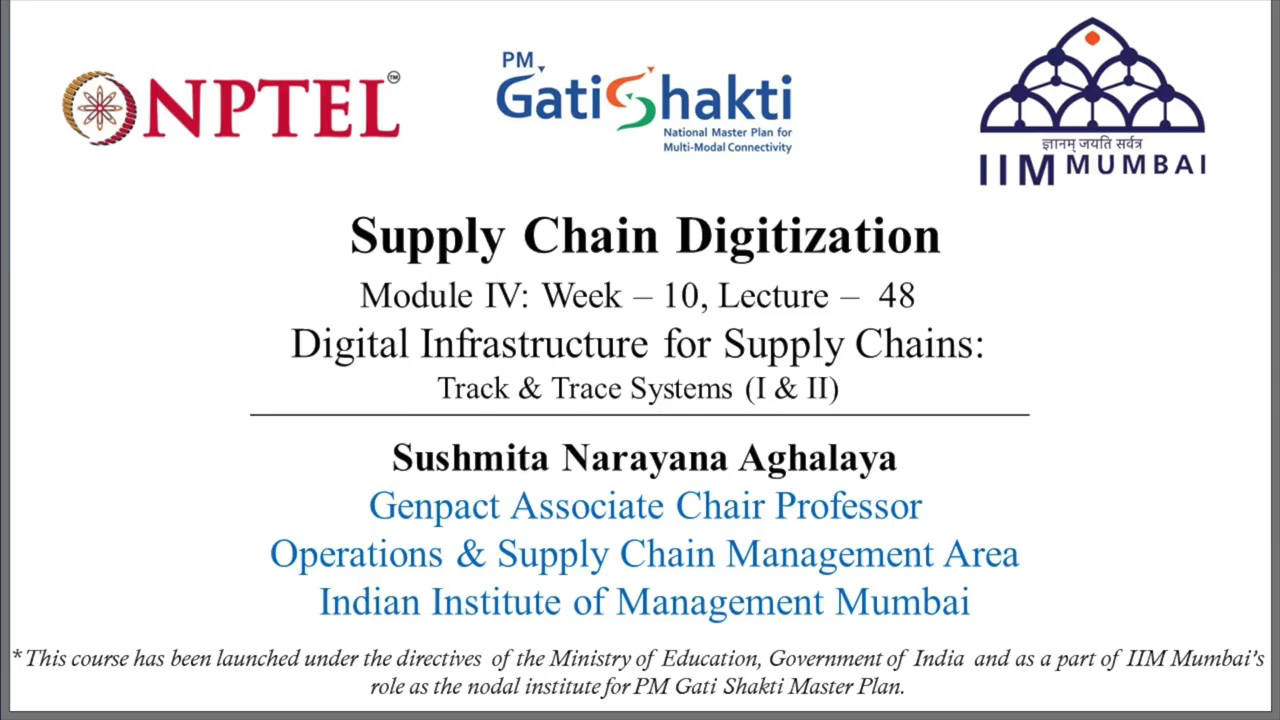 NPTEL™
PM
GatiShakti
National Master Plan for
Multi-Modal Connectivity
ज्ञानम् जयति सर्वत्र
IIM MUMBAI
Supply Chain Digitization
Module IV: Week – 10, Lecture – 48
Digital Infrastructure for Supply Chains:
Track & Trace Systems (I & II)
Sushmita Narayana Aghalaya
Genpact Associate Chair Professor
Operations & Supply Chain Management Area
Indian Institute of Management Mumbai
*This course has been launched under the directives of the Ministry of Education, Government of India and as a part of IIM Mumbai's
role as the nodal institute for PM Gati Shakti Master Plan.